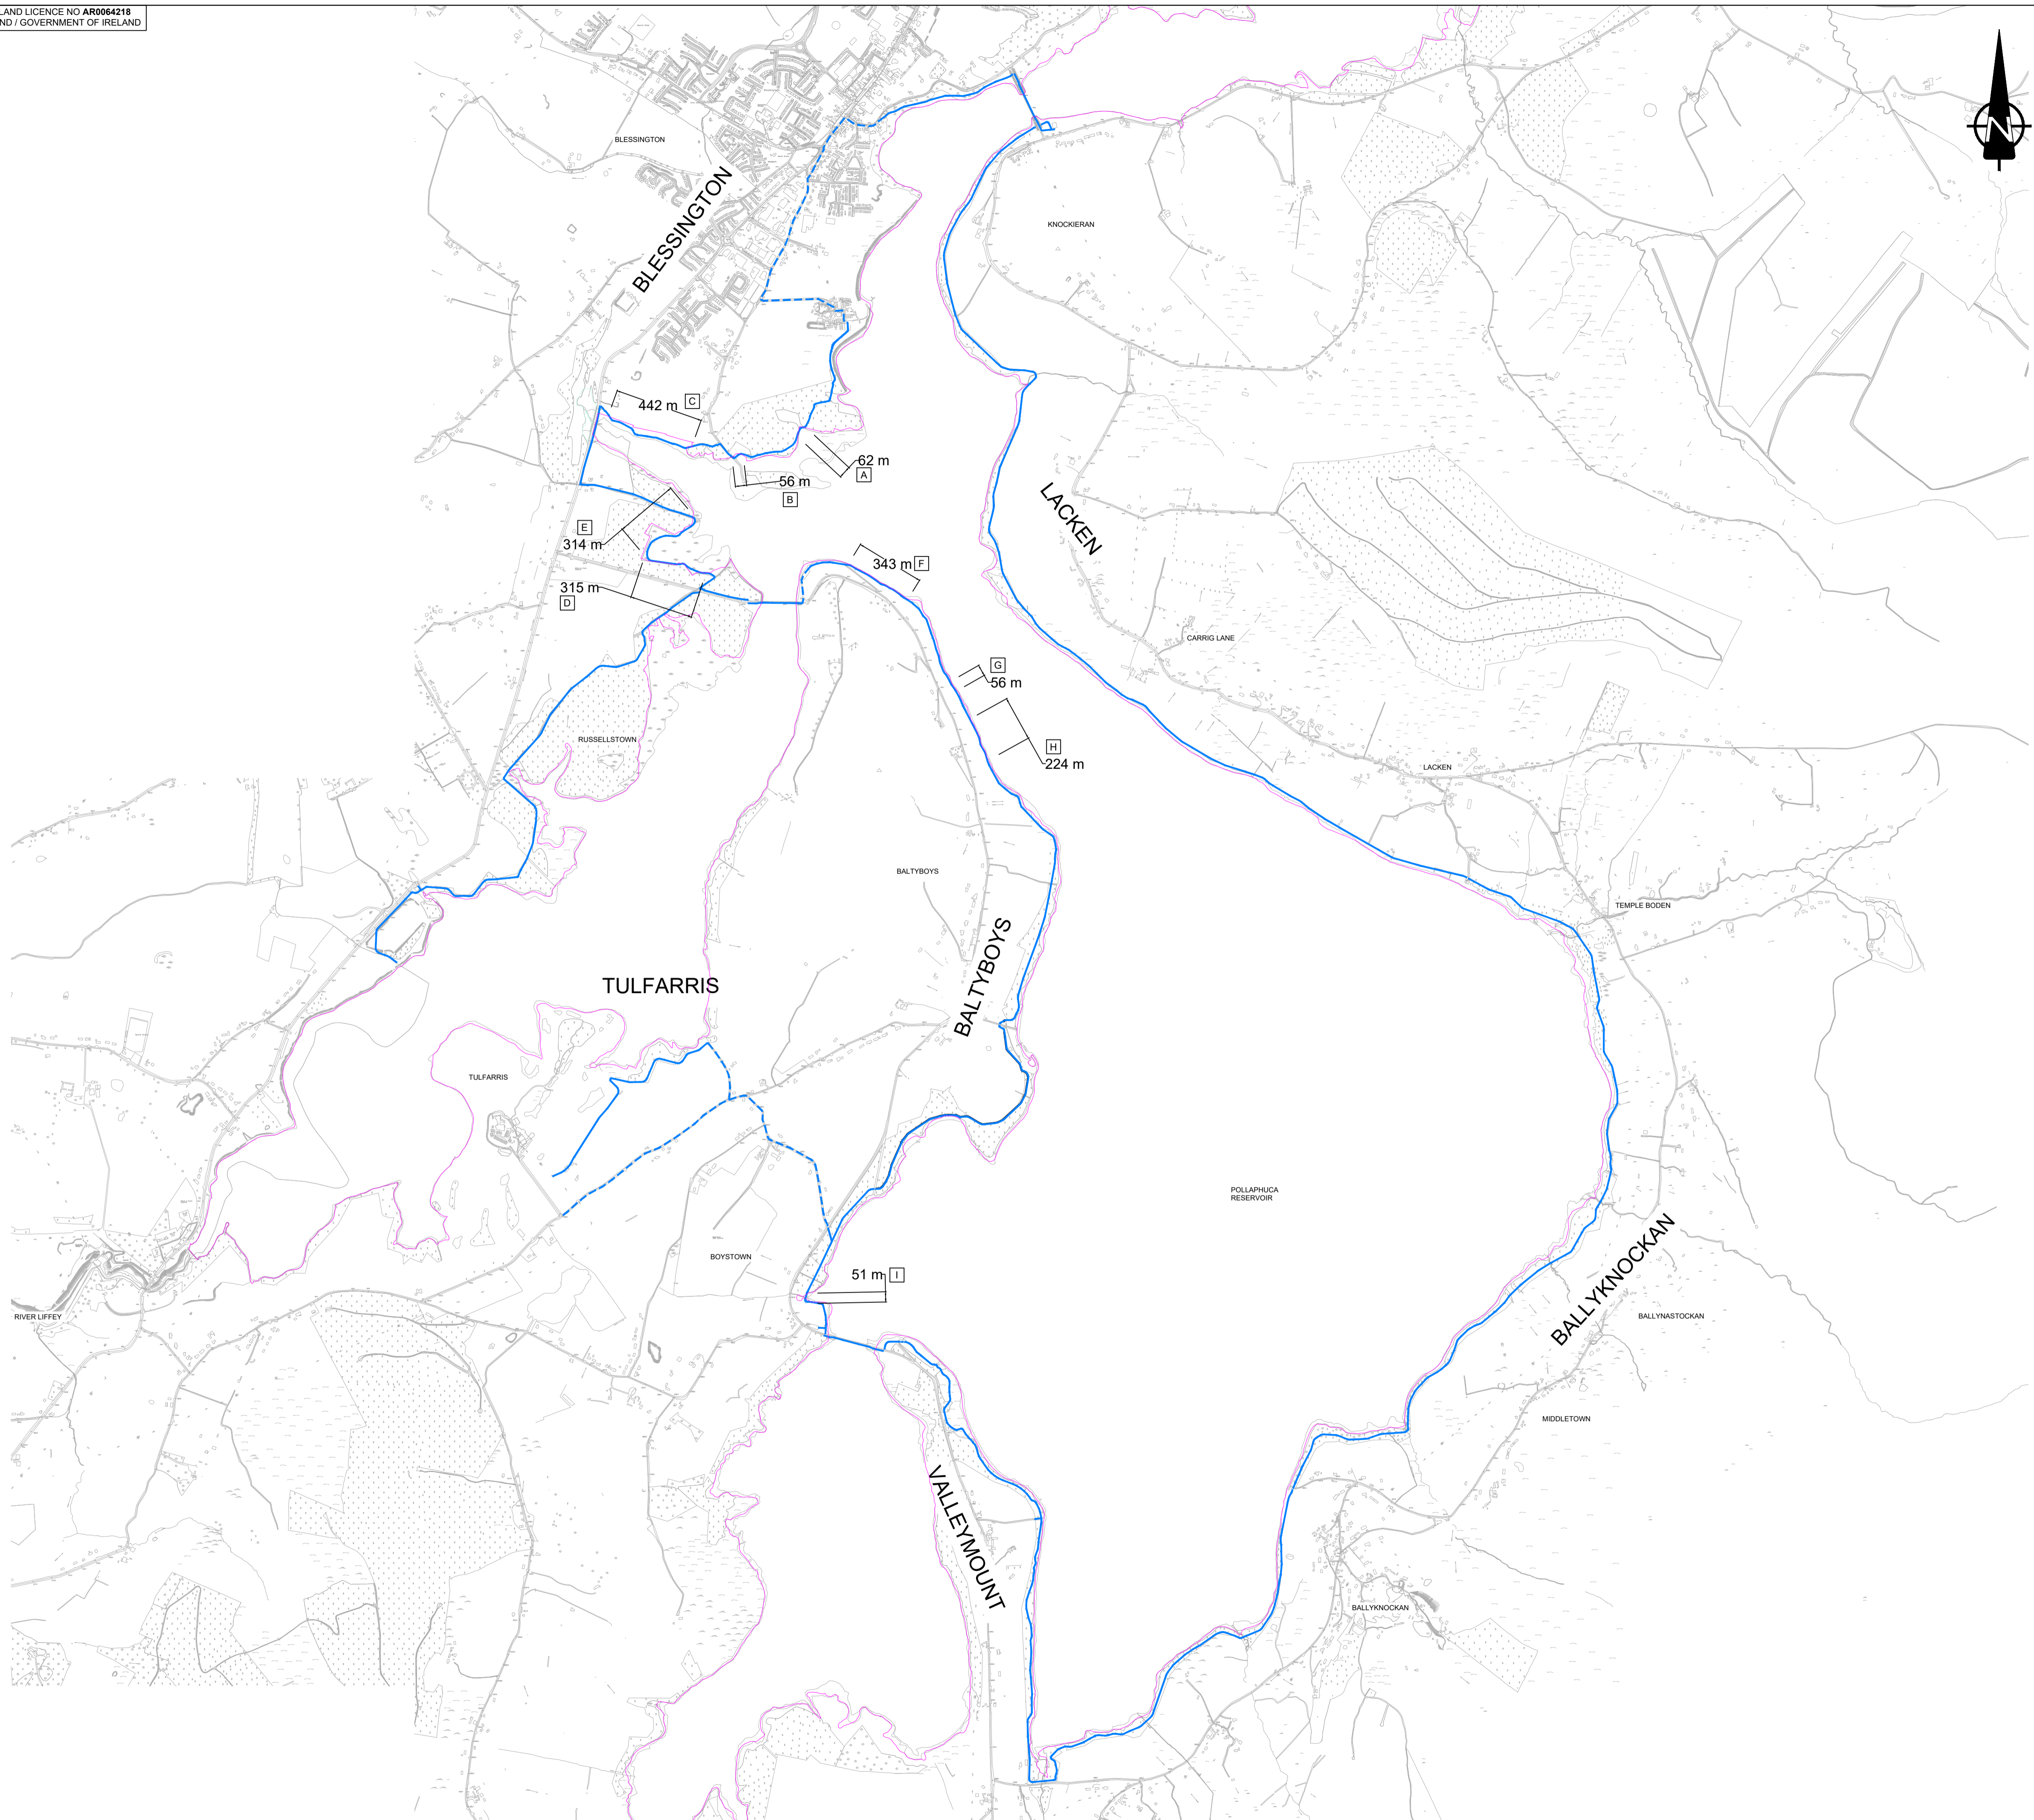 LAND LICENCE NO AR0064218
ND / GOVERNMENT OF IRELAND
N
BLESSINGTON
BLESSINGTON
KNOCKIERAN
442 m
C
62 m
A
56 m
B
LACKEN
E
314 m
343 m
F
315 m
D
CARRIG LANE
G
56 m
H
224 m
RUSSELLSTOWN
LACKEN
BALTYBOYS
TEMPLE BODEN
BALTYBOYS
TULFARRIS
TULFARRIS
POLLAPHUCA
RESERVOIR
BOYSTOWN
51 m
I
RIVER LIFFEY
BALLYKNOCKAN
BALLYNASTOCKAN
MIDDLETOWN
VALLEYMOUNT
BALLYKNOCKAN